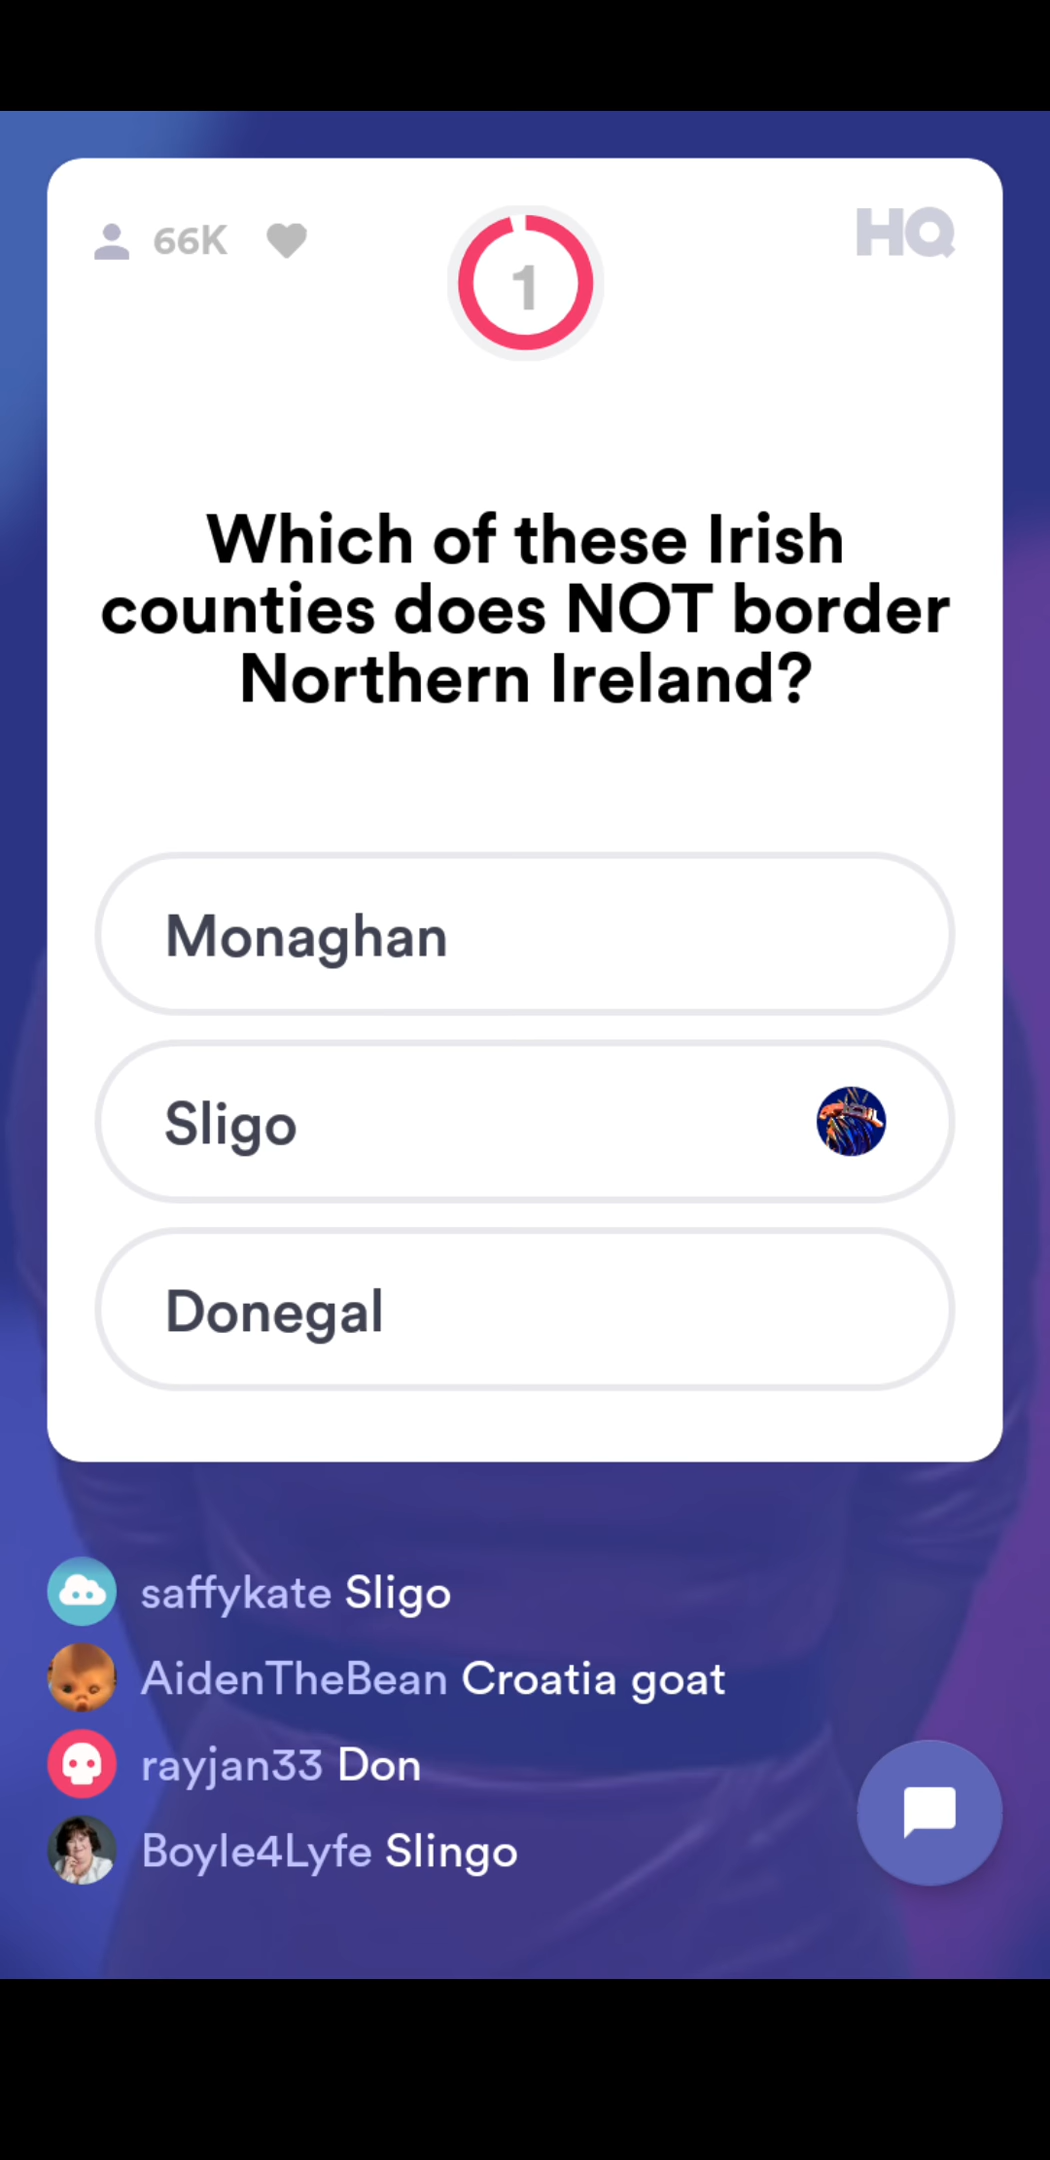 66K
1
HQ
Which of these Irish
counties does NOT border
Northern Ireland?
Monaghan
Sligo
Donegal
saffykate Sligo
AidenTheBean Croatia goat
rayjan33 Don
Boyle4Lyfe Slingo